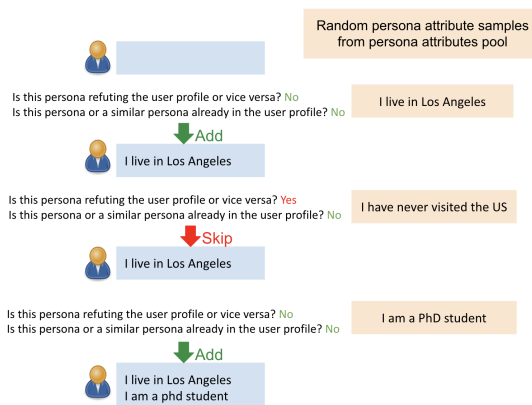 Random persona attribute samples
from persona attributes pool
Is this persona refuting the user profile or vice versa? No
Is this persona or a similar persona already in the user profile? No
I live in Los Angeles
Add
I live in Los Angeles
Is this persona refuting the user profile or vice versa? Yes
Is this persona or a similar persona already in the user profile? No
I have never visited the US
Skip
I live in Los Angeles
Is this persona refuting the user profile or vice versa? No
Is this persona or a similar persona already in the user profile? No
I am a PhD student
Add
I live in Los Angeles
I am a phd student